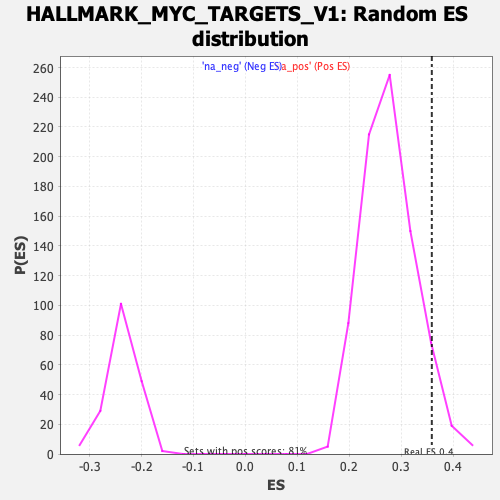 HALLMARK_MYC_TARGETS_V1: Random ES
distribution
'na_neg' (Neg ES)a_pos' (Pos ES)
260
240
220
200
180
160
140
120
100
80
60
40
20
0
P(ES)
Sets with pos scores: 81%
Real ES 0.4
-0.3 -0.2 -0.1 0.0 0.1 0.2 0.3 0.4
ES